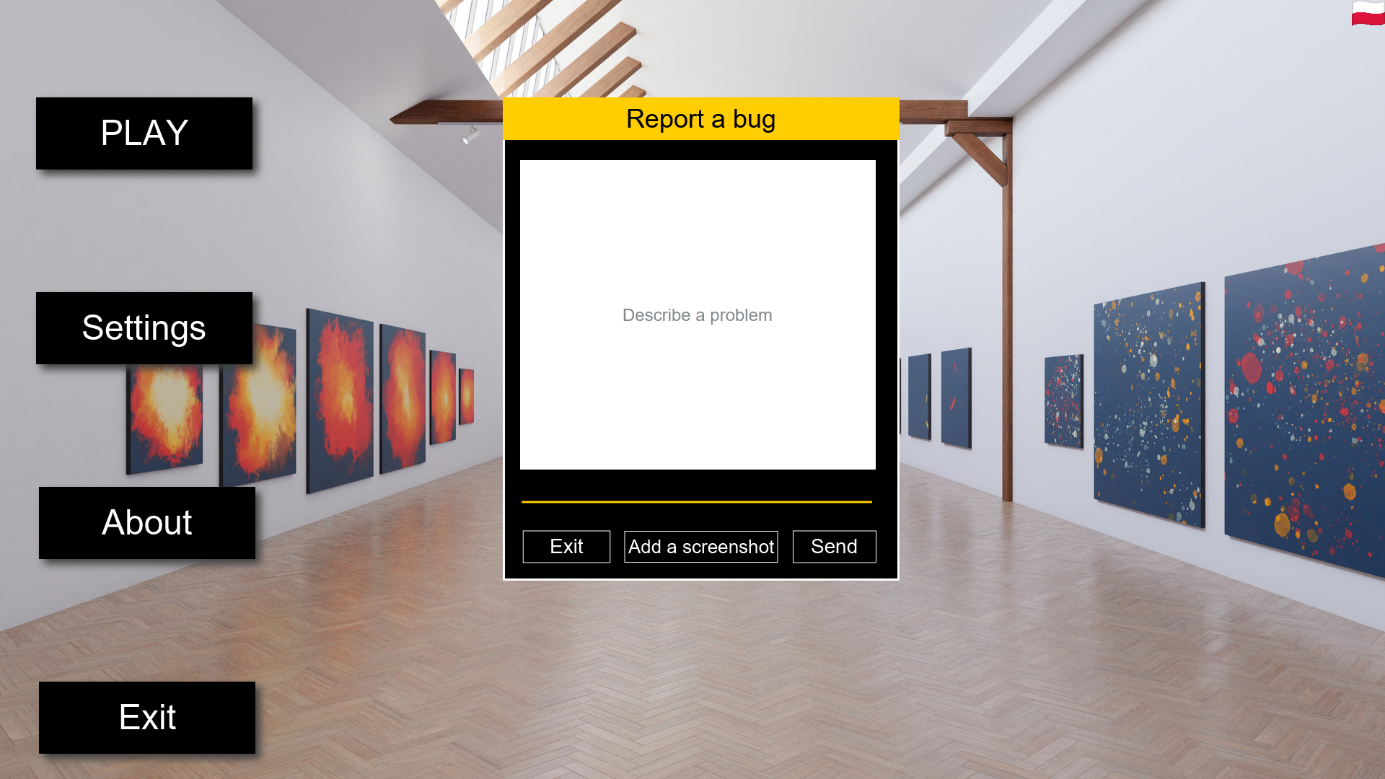 PLAY
Settings
About
Exit
Report a bug
Describe a problem
Exit
Add a screenshot
Send